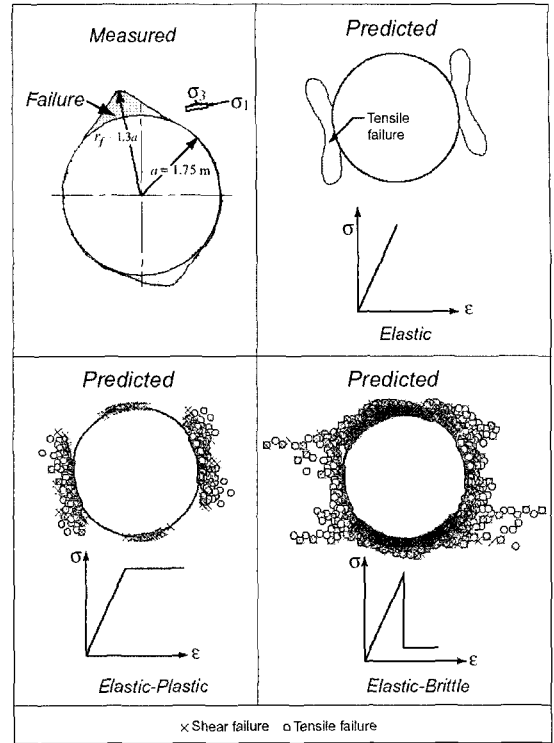 Measured
Failure
σ3
σ1
rf = 1.3a
a = 1.75 m
Predicted
Tensile
failure
σ
ε
Elastic
Predicted
σ
ε
Elastic-Plastic
Predicted
σ
ε
Elastic-Brittle
× Shear failure o Tensile failure